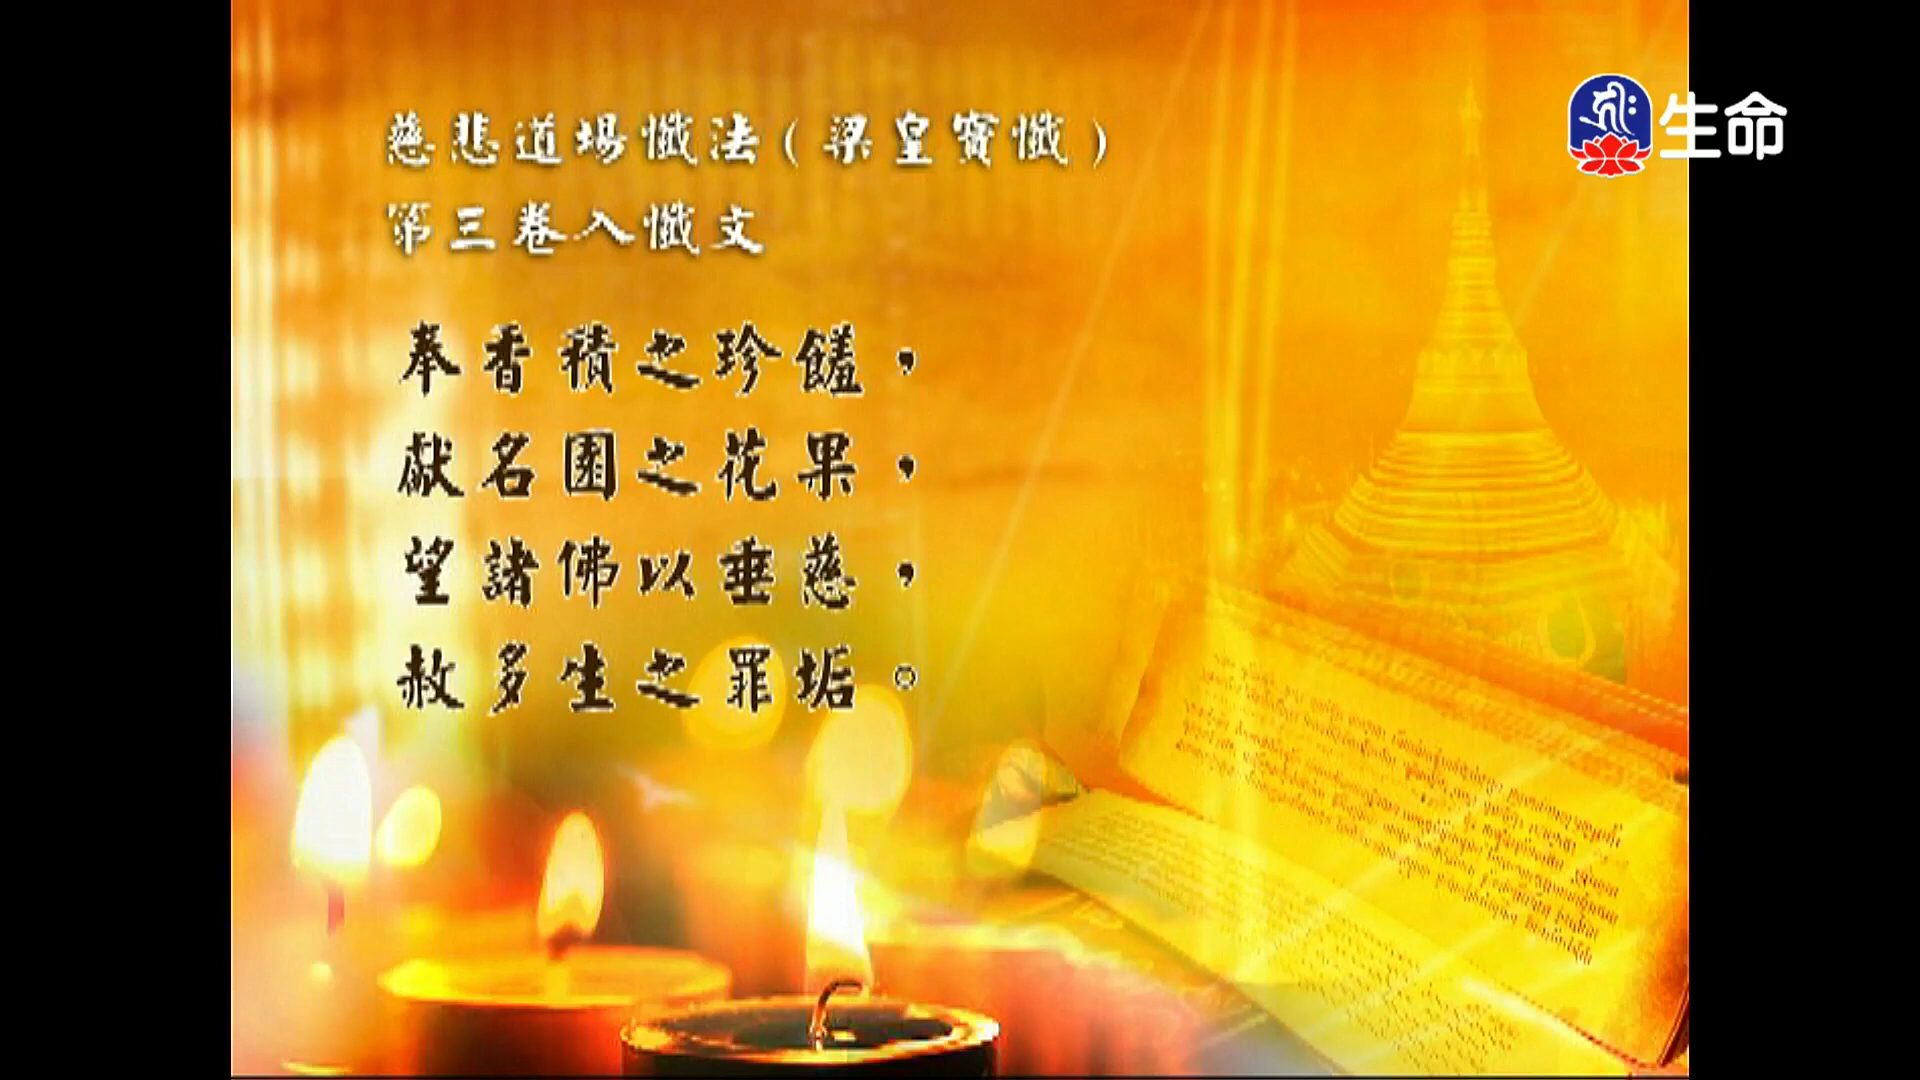 慈悲道場懺法(梁皇寶懺)
第三卷入懺文
奉香積之珍饈，
獻名園之花果，
望諸佛以垂慈，
赦多生之罪垢。
生命